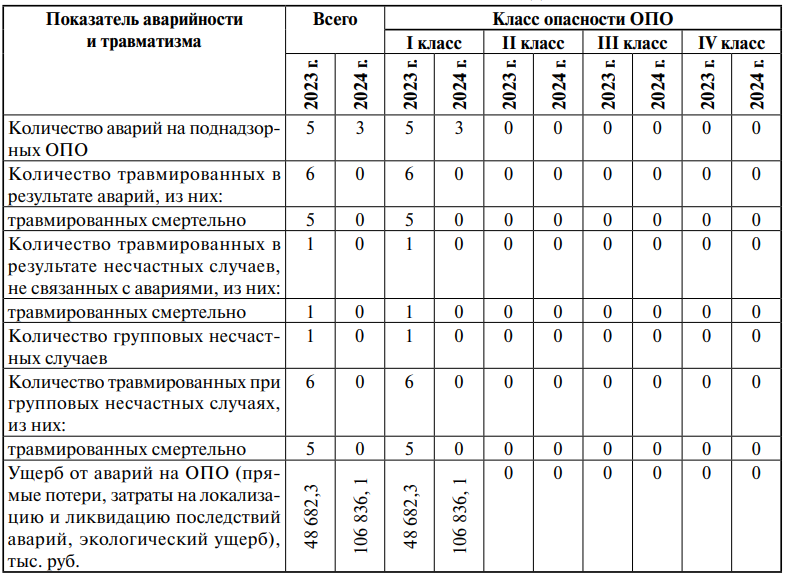 Показатель аварийности
и травматизма
Всего
Класс опасности ОПО
I класс
II класс
III класс
IV класс
2023 г.
2024 г.
2023 г.
2024 г.
2023 г.
2024 г.
2023 г.
2024 г.
2023 г.
2024 г.
Количество аварий на поднадзор-
ных ОПО
5 3 5 3 0 0 0 0 0 0
Количество травмированных в
результате аварий, из них:
6 0 6 0 0 0 0 0 0 0
травмированных смертельно
5 0 5 0 0 0 0 0 0 0
Количество травмированных в
результате несчастных случаев,
не связанных с авариями, из них:
1 0 1 0 0 0 0 0 0 0
травмированных смертельно
1 0 1 0 0 0 0 0 0 0
Количество групповых несчаст-
ных случаев
1 0 1 0 0 0 0 0 0 0
Количество травмированных при
групповых несчастных случаях,
из них:
6 0 6 0 0 0 0 0 0 0
травмированных смертельно
5 0 5 0 0 0 0 0 0 0
Ущерб от аварий на ОПО (пря-
мые потери, затраты на локализа-
цию и ликвидацию последствий
аварий, экологический ущерб),
тыс. руб.
48 682,3
106 836, 1
48 682,3
106 836, 1
0 0 0 0 0 0